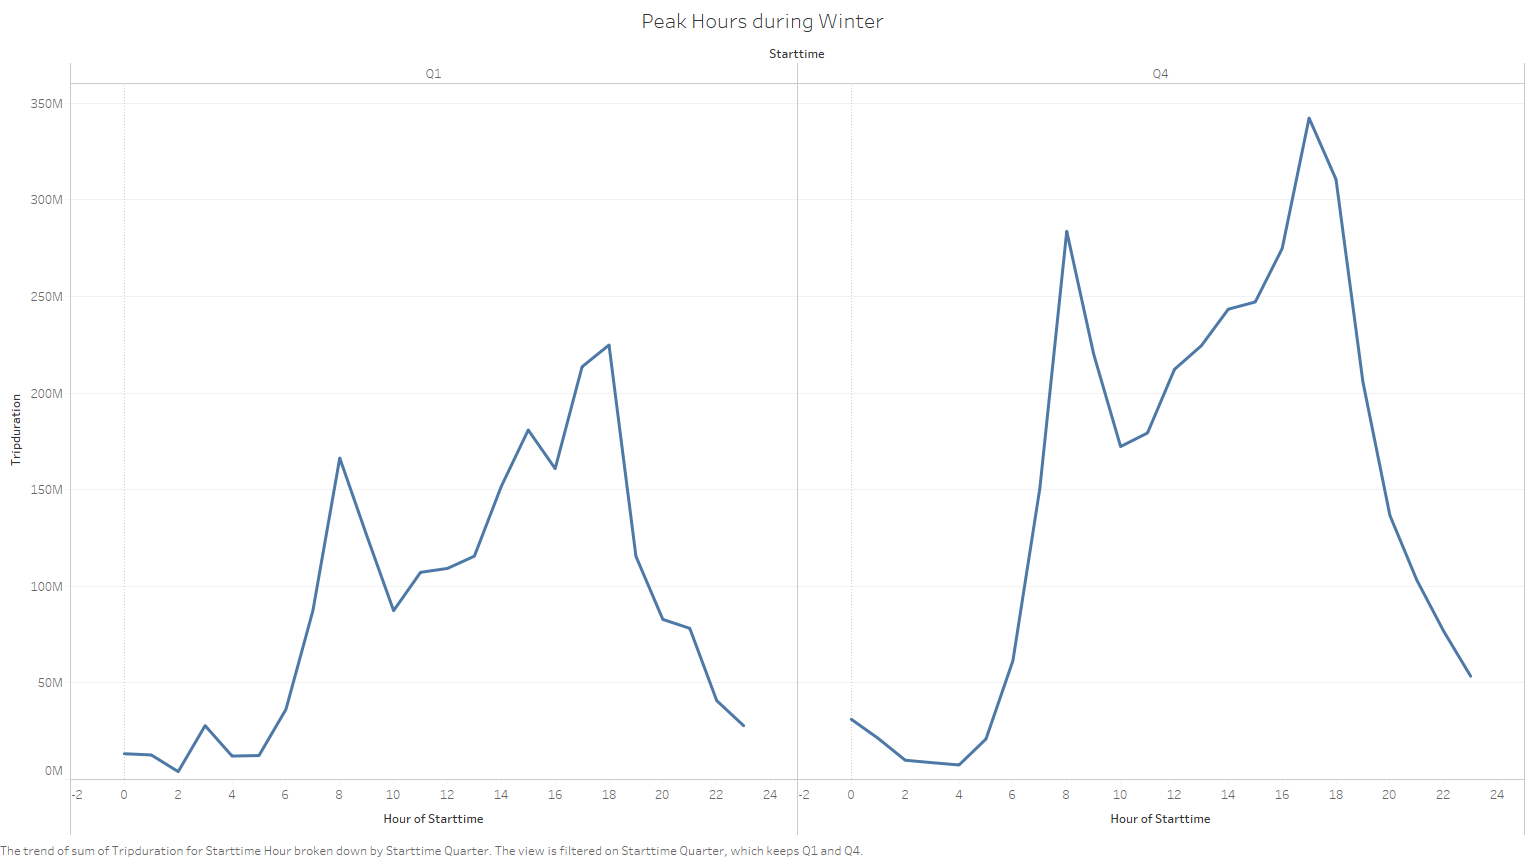 Peak Hours during Winter
Starttime
Q1 Q4
350M
300M
250M
200M
150M
100M
50M
0M
Tripduration
-2 0 2 4 6 8 10 12 14 16 18 20 22 24 -2 0 2 4 6 8 10 12 14 16 18 20 22 24
Hour of Starttime Hour of Starttime
The trend of sum of Tripduration for Starttime Hour broken down by Starttime Quarter. The view is filtered on Starttime Quarter, which keeps Q1 and Q4.